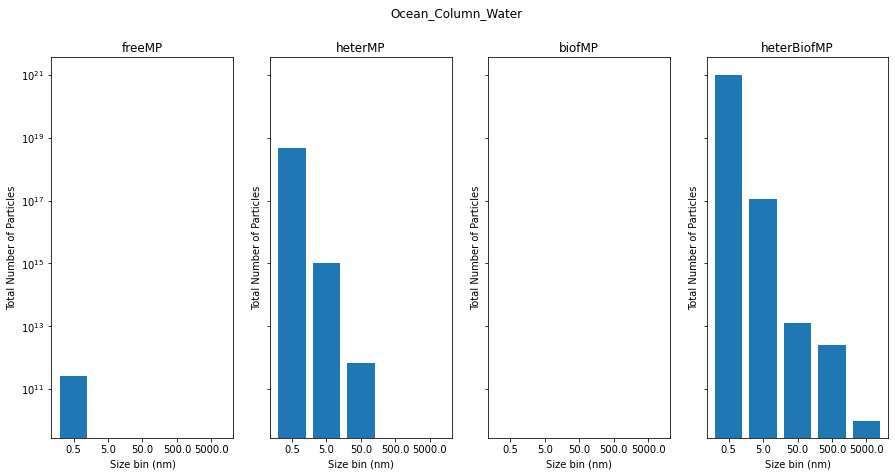 Ocean_Column_Water
freeMP
heterMP
biofMP
heterBiofMP
Total Number of Particles
10^21
10^19
10^17
10^15
10^13
10^11
0.5 5.0 50.0 500.0 5000.0
Size bin (nm)
Total Number of Particles
0.5 5.0 50.0 500.0 5000.0
Size bin (nm)
Total Number of Particles
0.5 5.0 50.0 500.0 5000.0
Size bin (nm)
Total Number of Particles
0.5 5.0 50.0 500.0 5000.0
Size bin (nm)